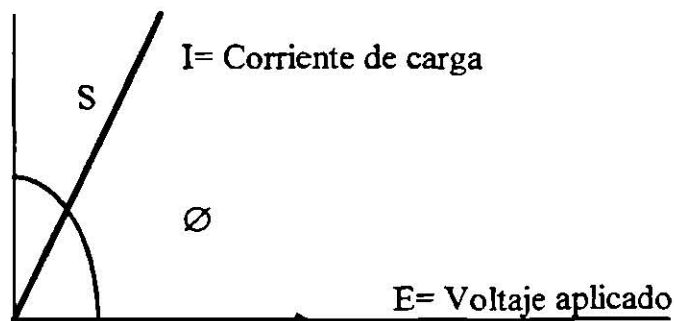 I= Corriente de carga
S
Ø
E= Voltaje aplicado